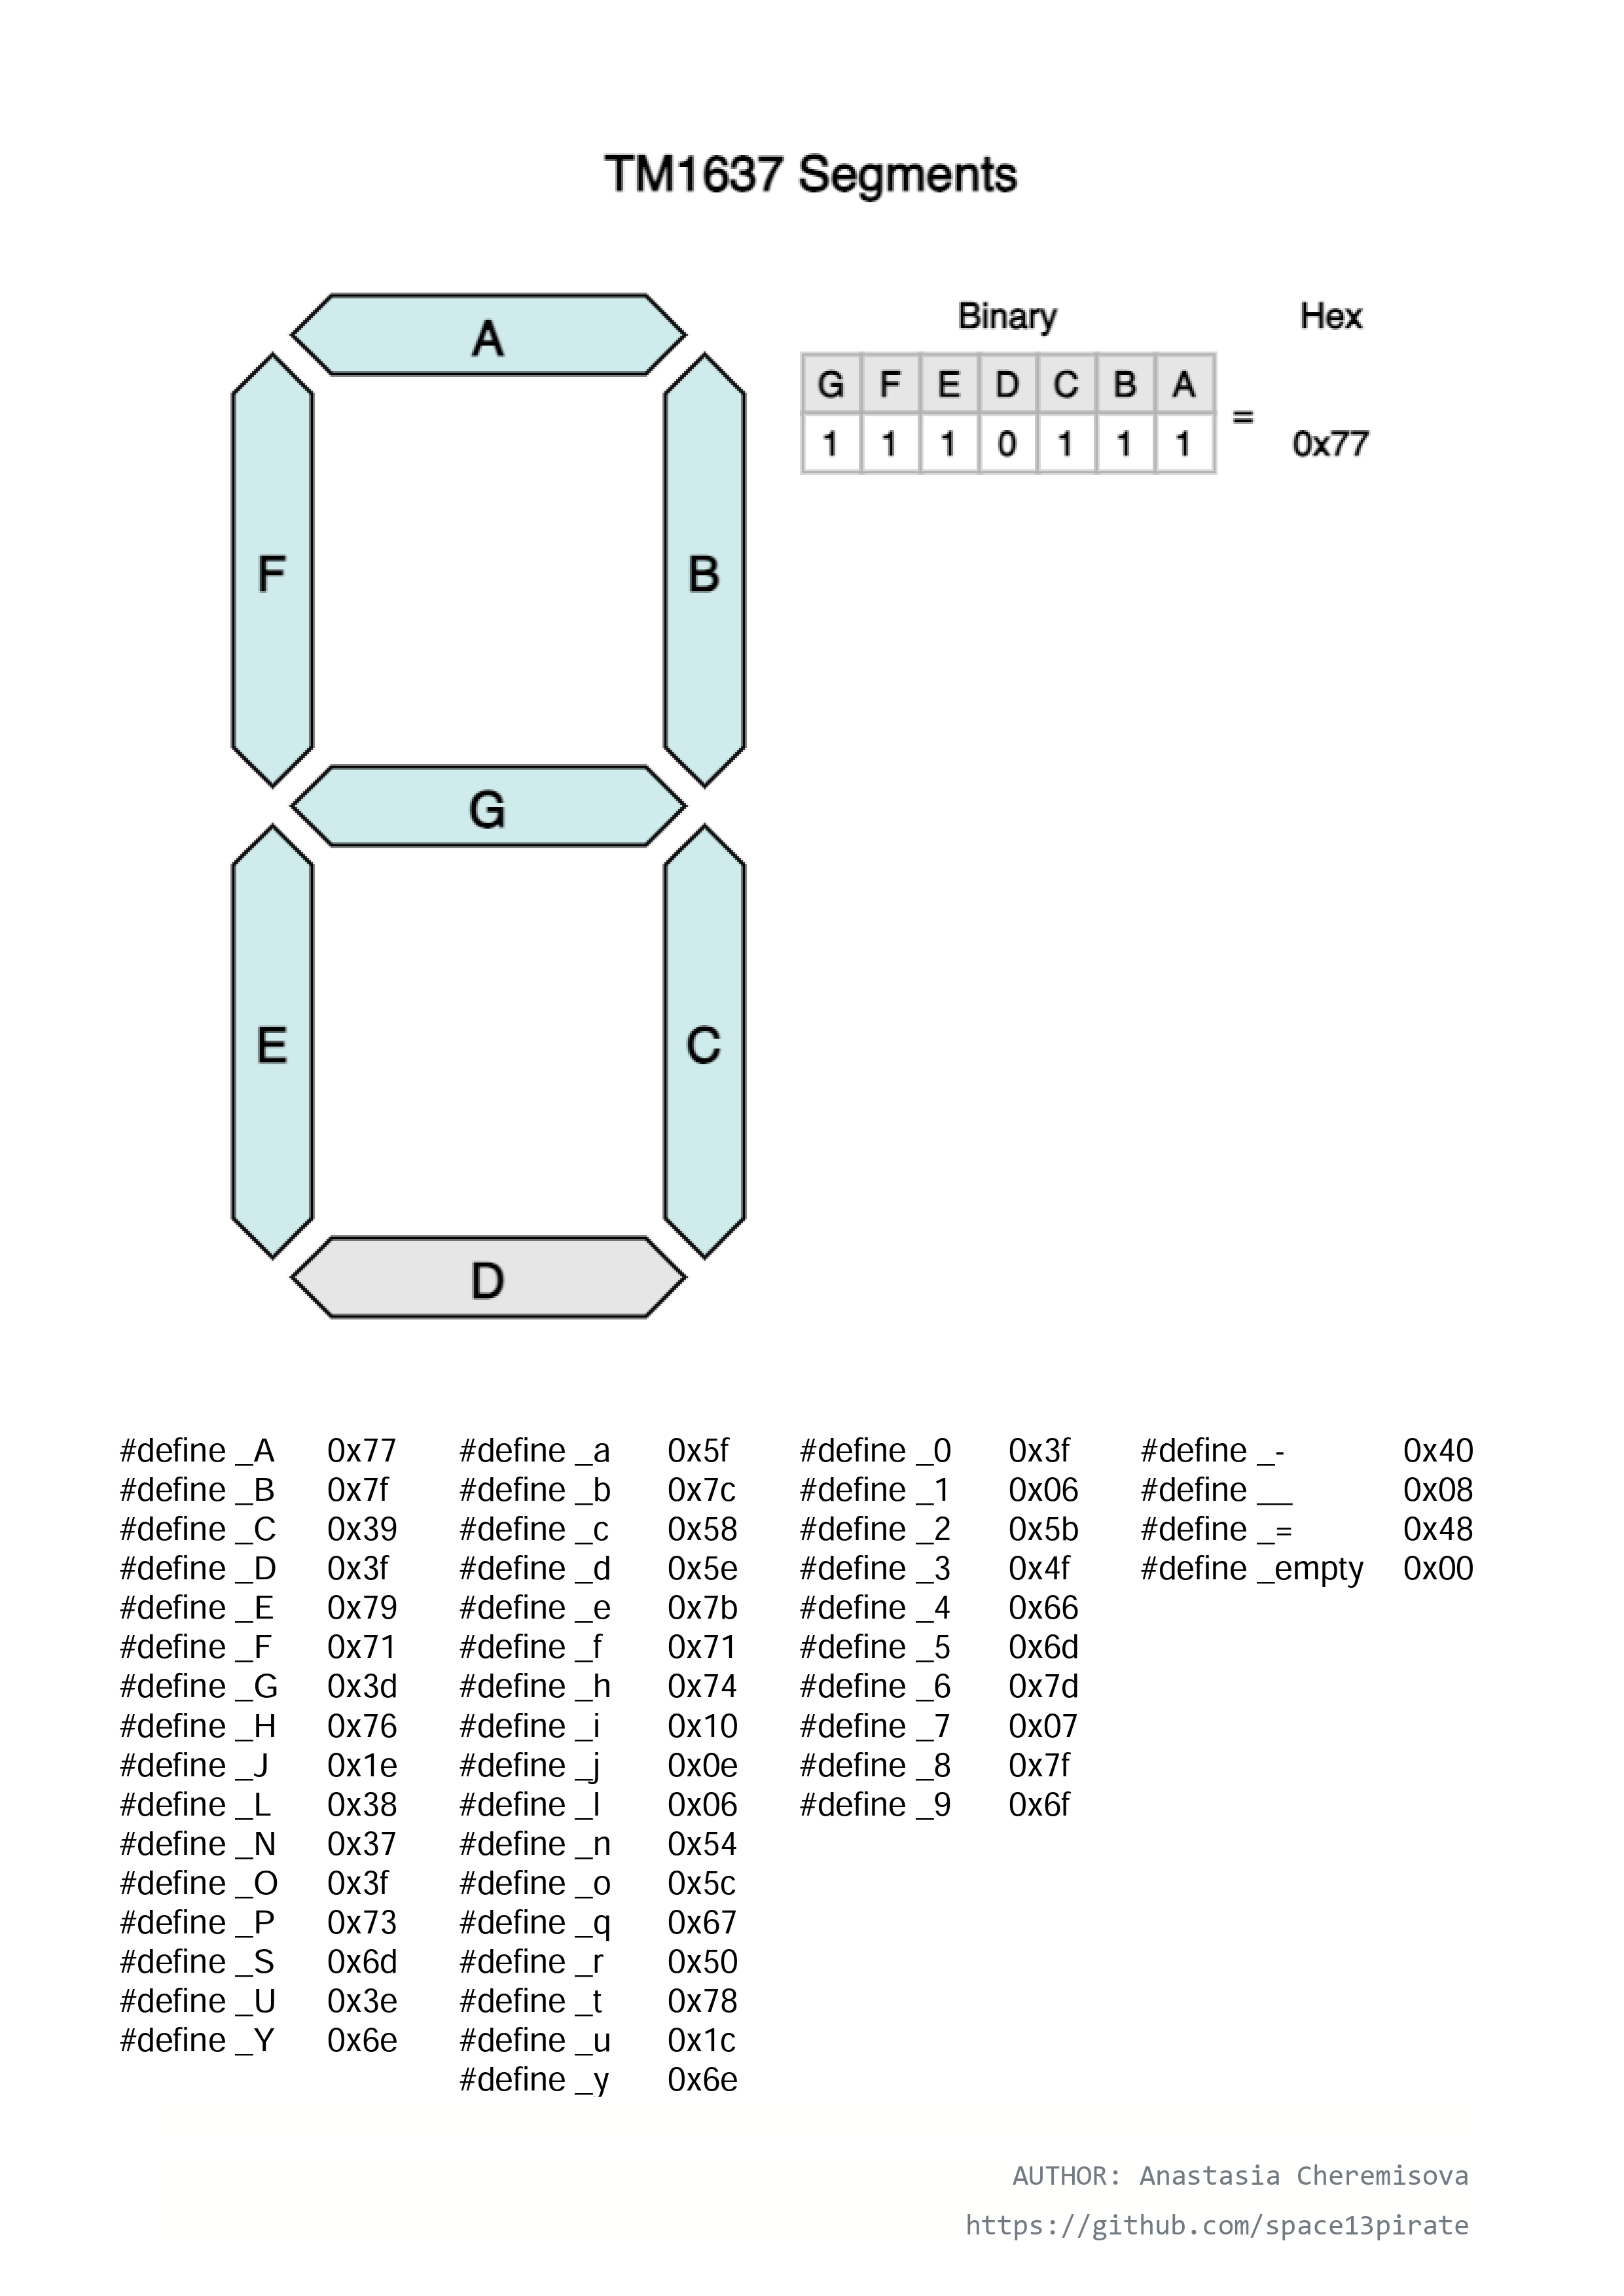 TM1637 Segments
A
F
B
G
E
C
D
Binary Hex
G F E D C B A
1 1 1 0 1 1 1 = 0x77
#define _A 0x77 #define _a 0x5f #define _0 0x3f #define _- 0x40
#define _B 0x7f #define _b 0x7c #define _1 0x06 #define __ 0x08
#define _C 0x39 #define _c 0x58 #define _2 0x5b #define _= 0x48
#define _D 0x3f #define _d 0x5e #define _3 0x4f #define _empty 0x00
#define _E 0x79 #define _e 0x7b #define _4 0x66
#define _F 0x71 #define _f 0x71 #define _5 0x6d
#define _G 0x3d #define _h 0x74 #define _6 0x7d
#define _H 0x76 #define _i 0x10 #define _7 0x07
#define _J 0x1e #define _j 0x0e #define _8 0x7f
#define _L 0x38 #define _l 0x06 #define _9 0x6f
#define _N 0x37 #define _n 0x54
#define _O 0x3f #define _o 0x5c
#define _P 0x73 #define _q 0x67
#define _S 0x6d #define _r 0x50
#define _U 0x3e #define _t 0x78
#define _Y 0x6e #define _u 0x1c
#define _y 0x6e
AUTHOR: Anastasia Cheremisova
https://github.com/space13pirate